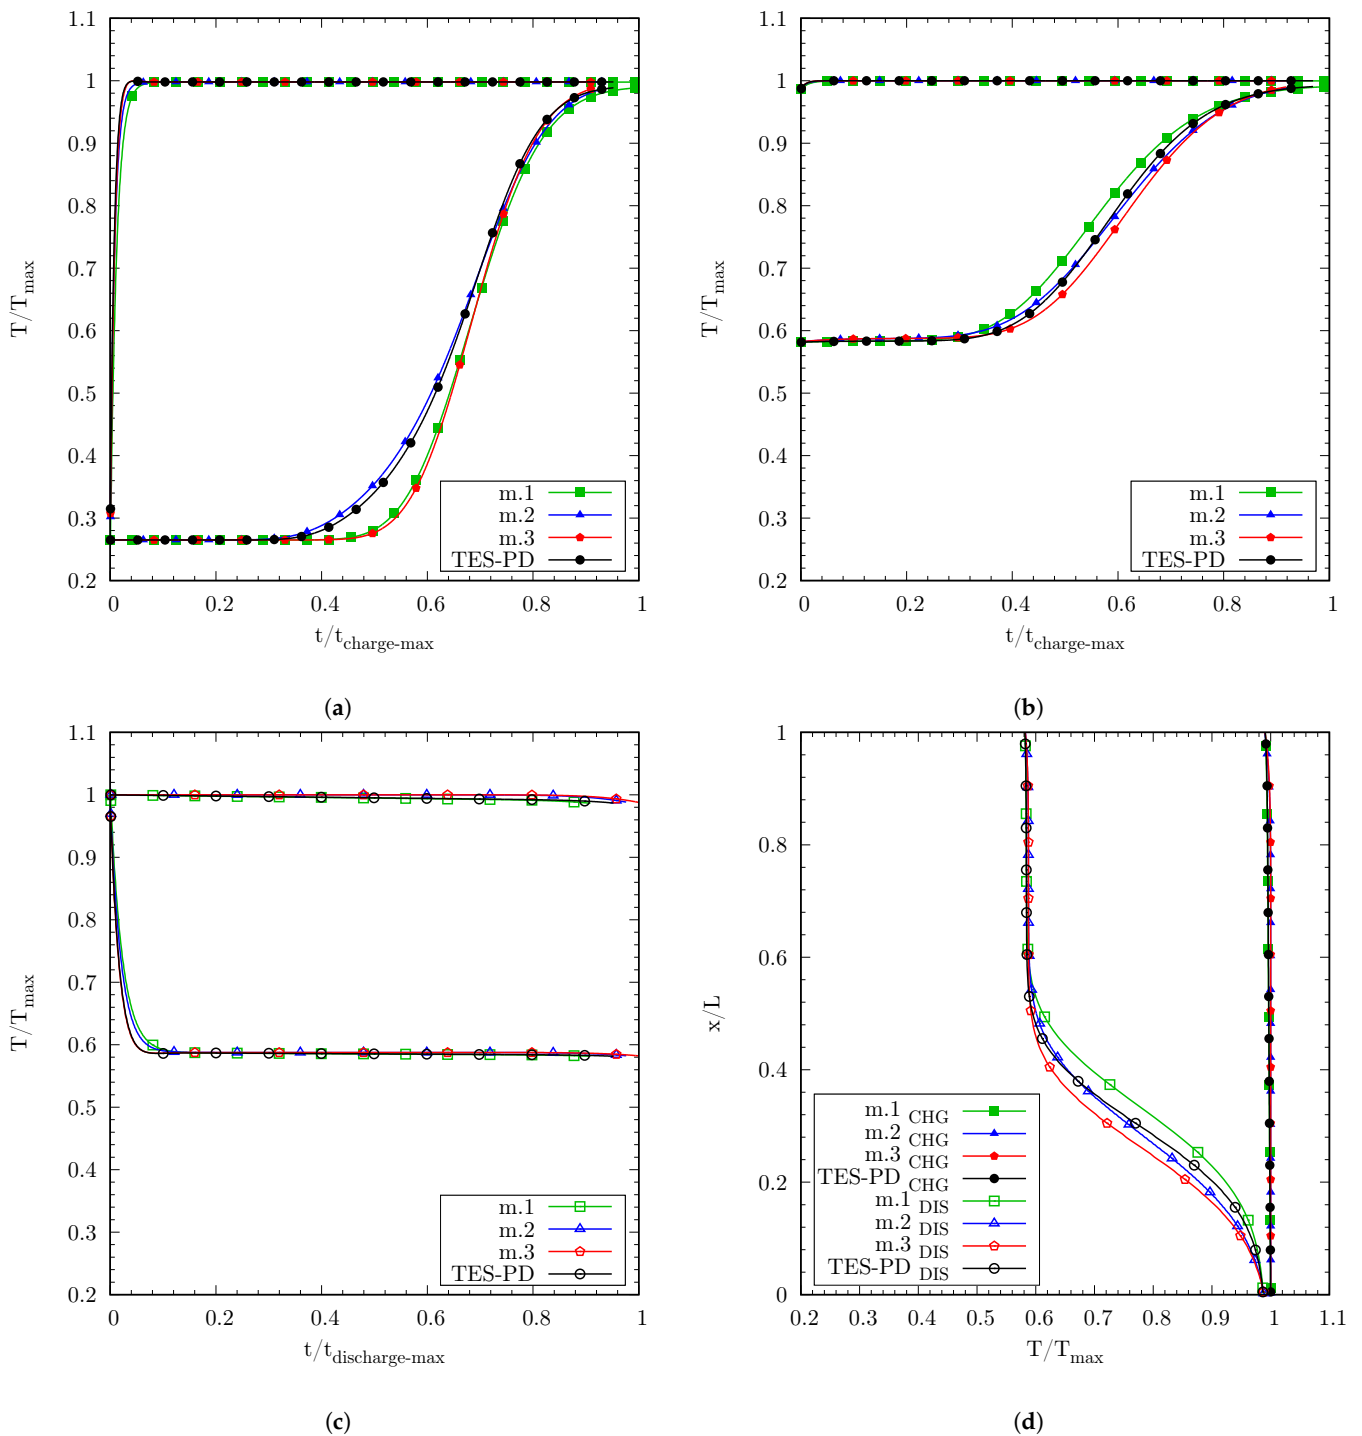 1.1
1
0.9
0.8
0.7
0.6
0.5
0.4
0.3
0.2
T/Tmax
0 0.2 0.4 0.6 0.8 1
t/tcharge-max
m.1
m.2
m.3
TES-PD
(a)
1.1
1
0.9
0.8
0.7
0.6
0.5
0.4
0.3
0.2
T/Tmax
0 0.2 0.4 0.6 0.8 1
t/tcharge-max
m.1
m.2
m.3
TES-PD
(b)
1.1
1
0.9
0.8
0.7
0.6
0.5
0.4
0.3
0.2
T/Tmax
0 0.2 0.4 0.6 0.8 1
t/tdischarge-max
m.1
m.2
m.3
TES-PD
(c)
1
0.8
0.6
0.4
0.2
0
x/L
0.2 0.3 0.4 0.5 0.6 0.7 0.8 0.9 1 1.1
T/Tmax
m.1 CHG
m.2 CHG
m.3 CHG
TES-PD CHG
m.1 DIS
m.2 DIS
m.3 DIS
TES-PD DIS
(d)